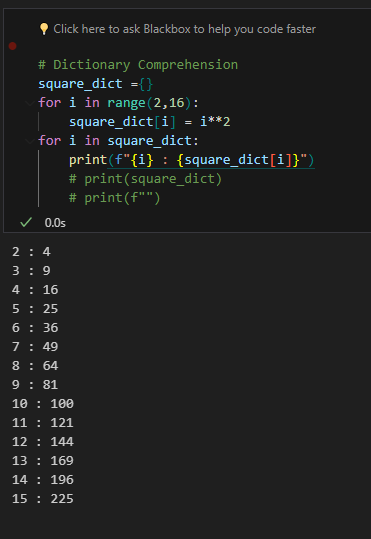 💡 Click here to ask Blackbox to help you code faster
# Dictionary Comprehension
square_dict ={}
for i in range(2,16):
    square_dict[i] = i**2
for i in square_dict:
    print(f"{i} : {square_dict[i]}")
    # print(square_dict)
    # print(f"")
✓ 0.0s
2 : 4
3 : 9
4 : 16
5 : 25
6 : 36
7 : 49
8 : 64
9 : 81
10 : 100
11 : 121
12 : 144
13 : 169
14 : 196
15 : 225